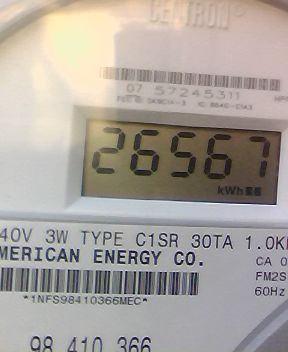 CENTRON®
07 57245311
26567
kWh
40V 3W TYPE C1SR 30TA 1.0K
MERICAN ENERGY CO.
CA 0
FM2S
60Hz
*1NFS98410366MEC*
98 410 366